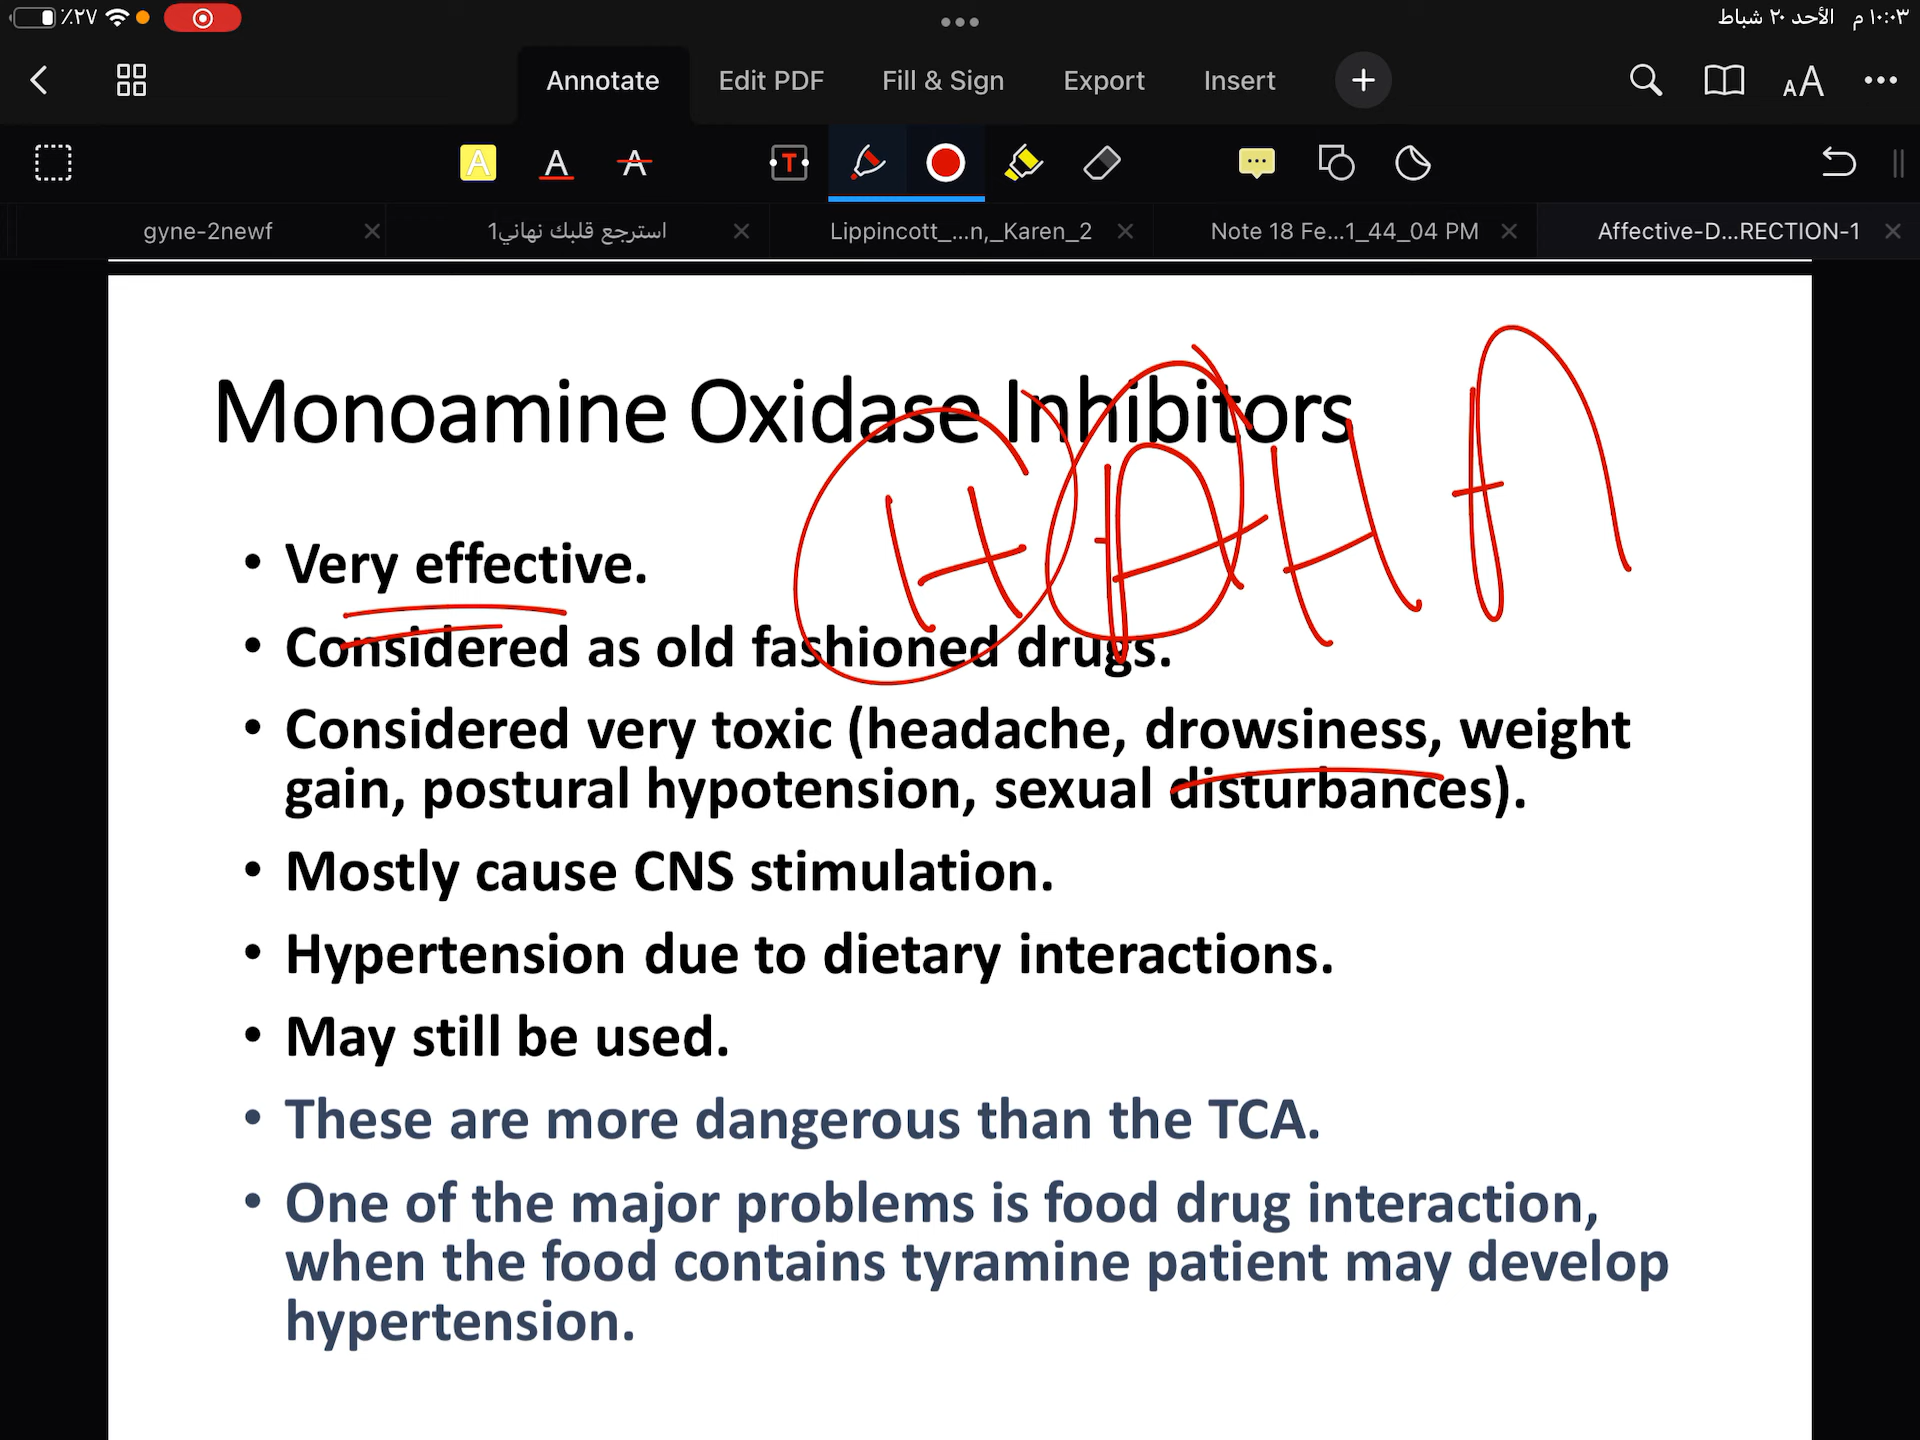 ٪٢٧
١٠:٠٣ م الأحد ٢٠ شباط
Annotate Edit PDF Fill & Sign Export Insert
AA
A A A T
gyne-2newf
استرجع قلبك نهاني1
Lippincott_...n,_Karen_2
Note 18 Fe...1_44_04 PM
Affective-D...RECTION-1
Monoamine Oxidase Inhibitors
• Very effective.
• Considered as old fashioned drugs.
• Considered very toxic (headache, drowsiness, weight
gain, postural hypotension, sexual disturbances).
• Mostly cause CNS stimulation.
• Hypertension due to dietary interactions.
• May still be used.
• These are more dangerous than the TCA.
• One of the major problems is food drug interaction,
when the food contains tyramine patient may develop
hypertension.